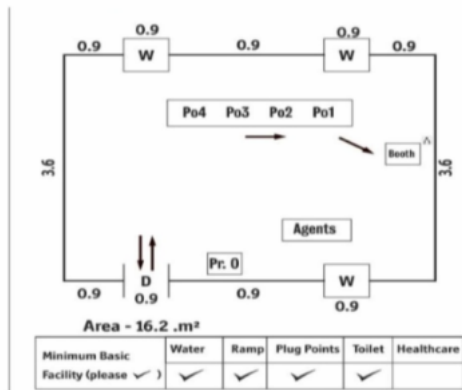 0.9 0.9
0.9 W 0.9 W 0.9
Po4 Po3 Po2 Po1
Booth
3.6 3.6
Agents
Pr. O
D W
0.9 0.9 0.9 0.9
Area - 16.2 .m²
Minimum Basic Facility (please ✓) Water Ramp Plug Points Toilet Healthcare
✓ ✓ ✓ ✓